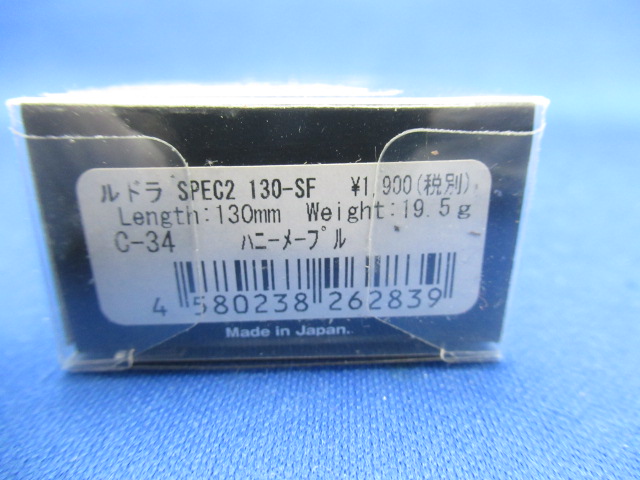 ルドラ SPEC2 130-SF ¥1,900(税別)
Length:130mm Weight:19.5g
C-34 ﾊﾆｰﾒｰﾌﾟﾙ
4 580238 262839
Made in Japan.